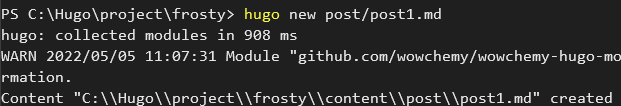 PS C:\Hugo\project\frosty> hugo new post/post1.md
hugo: collected modules in 908 ms
WARN 2022/05/05 11:07:31 Module "github.com/wowchemy/wowchemy-hugo-mo
rmation.
Content "C:\\Hugo\\project\\frosty\\content\\post\\post1.md" created